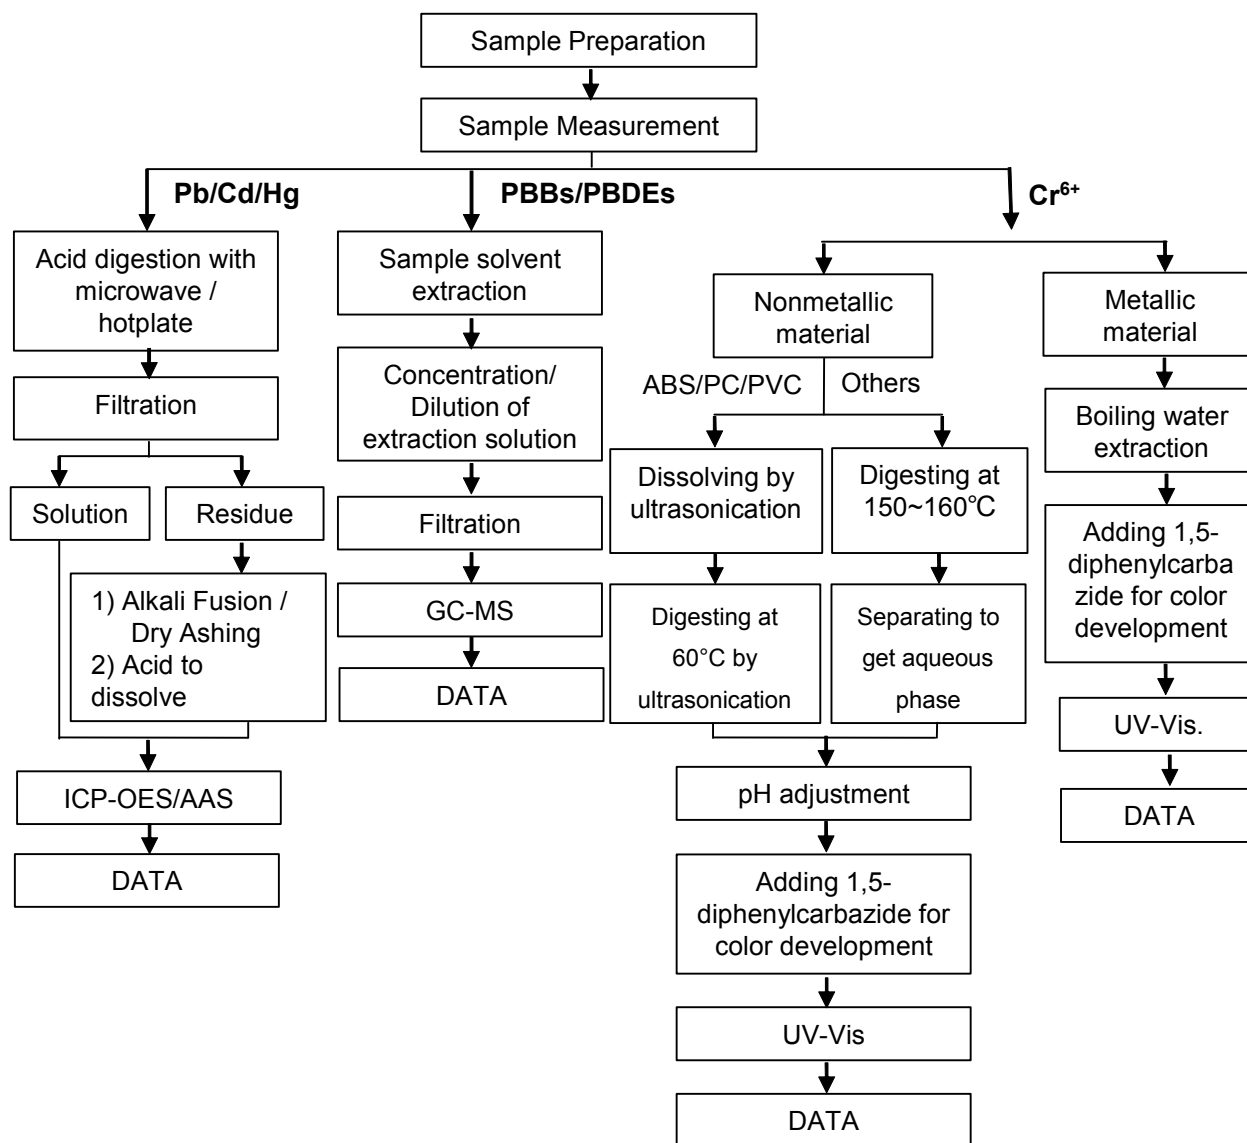 Sample Preparation
Sample Measurement
Pb/Cd/Hg
PBBs/PBDEs
Cr⁶⁺
Acid digestion with
microwave /
hotplate
Filtration
Solution
Residue
1) Alkali Fusion /
Dry Ashing
2) Acid to
dissolve
ICP-OES/AAS
DATA
Sample solvent
extraction
Concentration/
Dilution of
extraction solution
Filtration
GC-MS
DATA
Nonmetallic
material
ABS/PC/PVC
Others
Dissolving by
ultrasonication
Digesting at
60°C by
ultrasonication
Digesting at
150~160℃
Separating to
get aqueous
phase
pH adjustment
Adding 1,5-
diphenylcarbazide for
color development
UV-Vis
DATA
Metallic
material
Boiling water
extraction
Adding 1,5-
diphenylcarba
zide for color
development
UV-Vis.
DATA